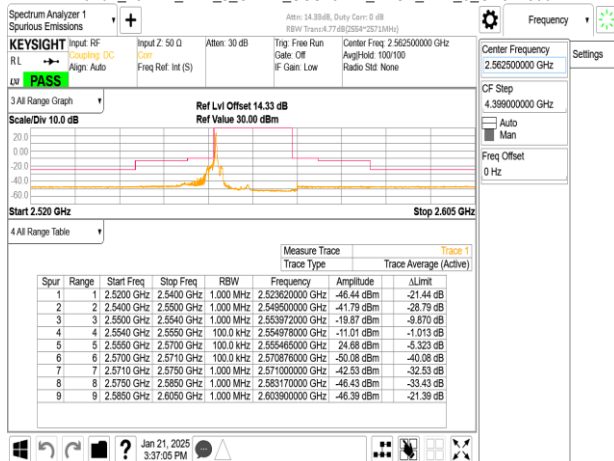 Spectrum Analyzer 1
Spurious Emissions
Attn: 14.33dB, Duty Corr: 0 dB
RBW Trans:4.77dB(2554~2571MHz)
Frequency
Settings
KEYSIGHT
RL
LXI
PASS
Input: RF
Coupling: DC
Align: Auto
Input Z: 50 Ω
Corr
Freq Ref: Int (S)
Atten: 30 dB
Trig: Free Run
Gate: Off
IF Gain: Low
Center Freq: 2.562500000 GHz
Avg|Hold: 100/100
Radio Std: None
Center Frequency
2.562500000 GHz
CF Step
4.399000000 GHz
Auto
Man
Freq Offset
0 Hz
3 All Range Graph
Scale/Div 10.0 dB
Ref Lvl Offset 14.33 dB
Ref Value 30.00 dBm
20.0
0.00
-20.0
-40.0
-60.0
Start 2.520 GHz
Stop 2.605 GHz
4 All Range Table
Measure Trace Trace 1
Trace Type Trace Average (Active)
Spur Range Start Freq Stop Freq RBW Frequency Amplitude ΔLimit
1 1 2.5200 GHz 2.5400 GHz 1.000 MHz 2.523620000 GHz -46.44 dBm -21.44 dB
2 2 2.5400 GHz 2.5500 GHz 1.000 MHz 2.549500000 GHz -41.79 dBm -28.79 dB
3 3 2.5500 GHz 2.5540 GHz 1.000 MHz 2.553972000 GHz -19.87 dBm -9.870 dB
4 4 2.5540 GHz 2.5550 GHz 100.0 kHz 2.554978000 GHz -11.01 dBm -1.013 dB
5 5 2.5550 GHz 2.5700 GHz 100.0 kHz 2.555465000 GHz 24.68 dBm -5.323 dB
6 6 2.5700 GHz 2.5710 GHz 100.0 kHz 2.570876000 GHz -50.08 dBm -40.08 dB
7 7 2.5710 GHz 2.5750 GHz 1.000 MHz 2.571000000 GHz -42.53 dBm -32.53 dB
8 8 2.5750 GHz 2.5850 GHz 1.000 MHz 2.583170000 GHz -46.43 dBm -33.43 dB
9 9 2.5850 GHz 2.6050 GHz 1.000 MHz 2.603900000 GHz -46.39 dBm -21.39 dB
Jan 21, 2025
3:37:05 PM